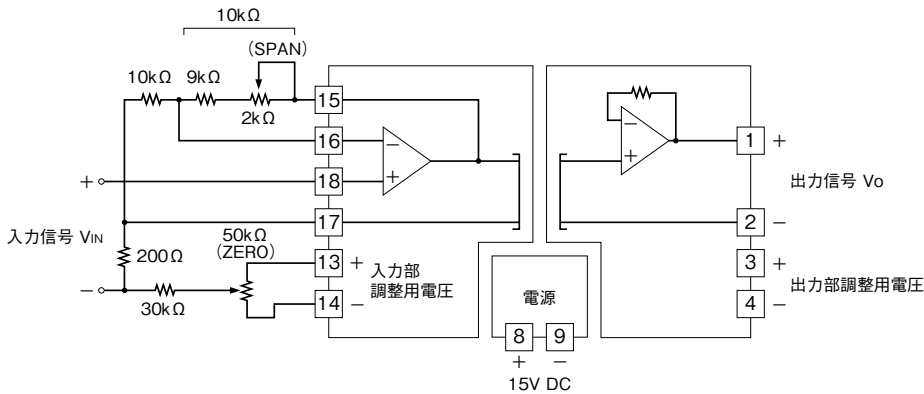 10kΩ
(SPAN)
10kΩ
9kΩ
2kΩ
15
16
−
18
+
+
17
入力信号 VIN
200Ω
50kΩ
(ZERO)
13
+
入力部
調整用電圧
−
30kΩ
14
−
電源
8
9
+
−
15V DC
−
+
1
+
出力信号 Vo
2
−
3
+
出力部調整用電圧
4
−